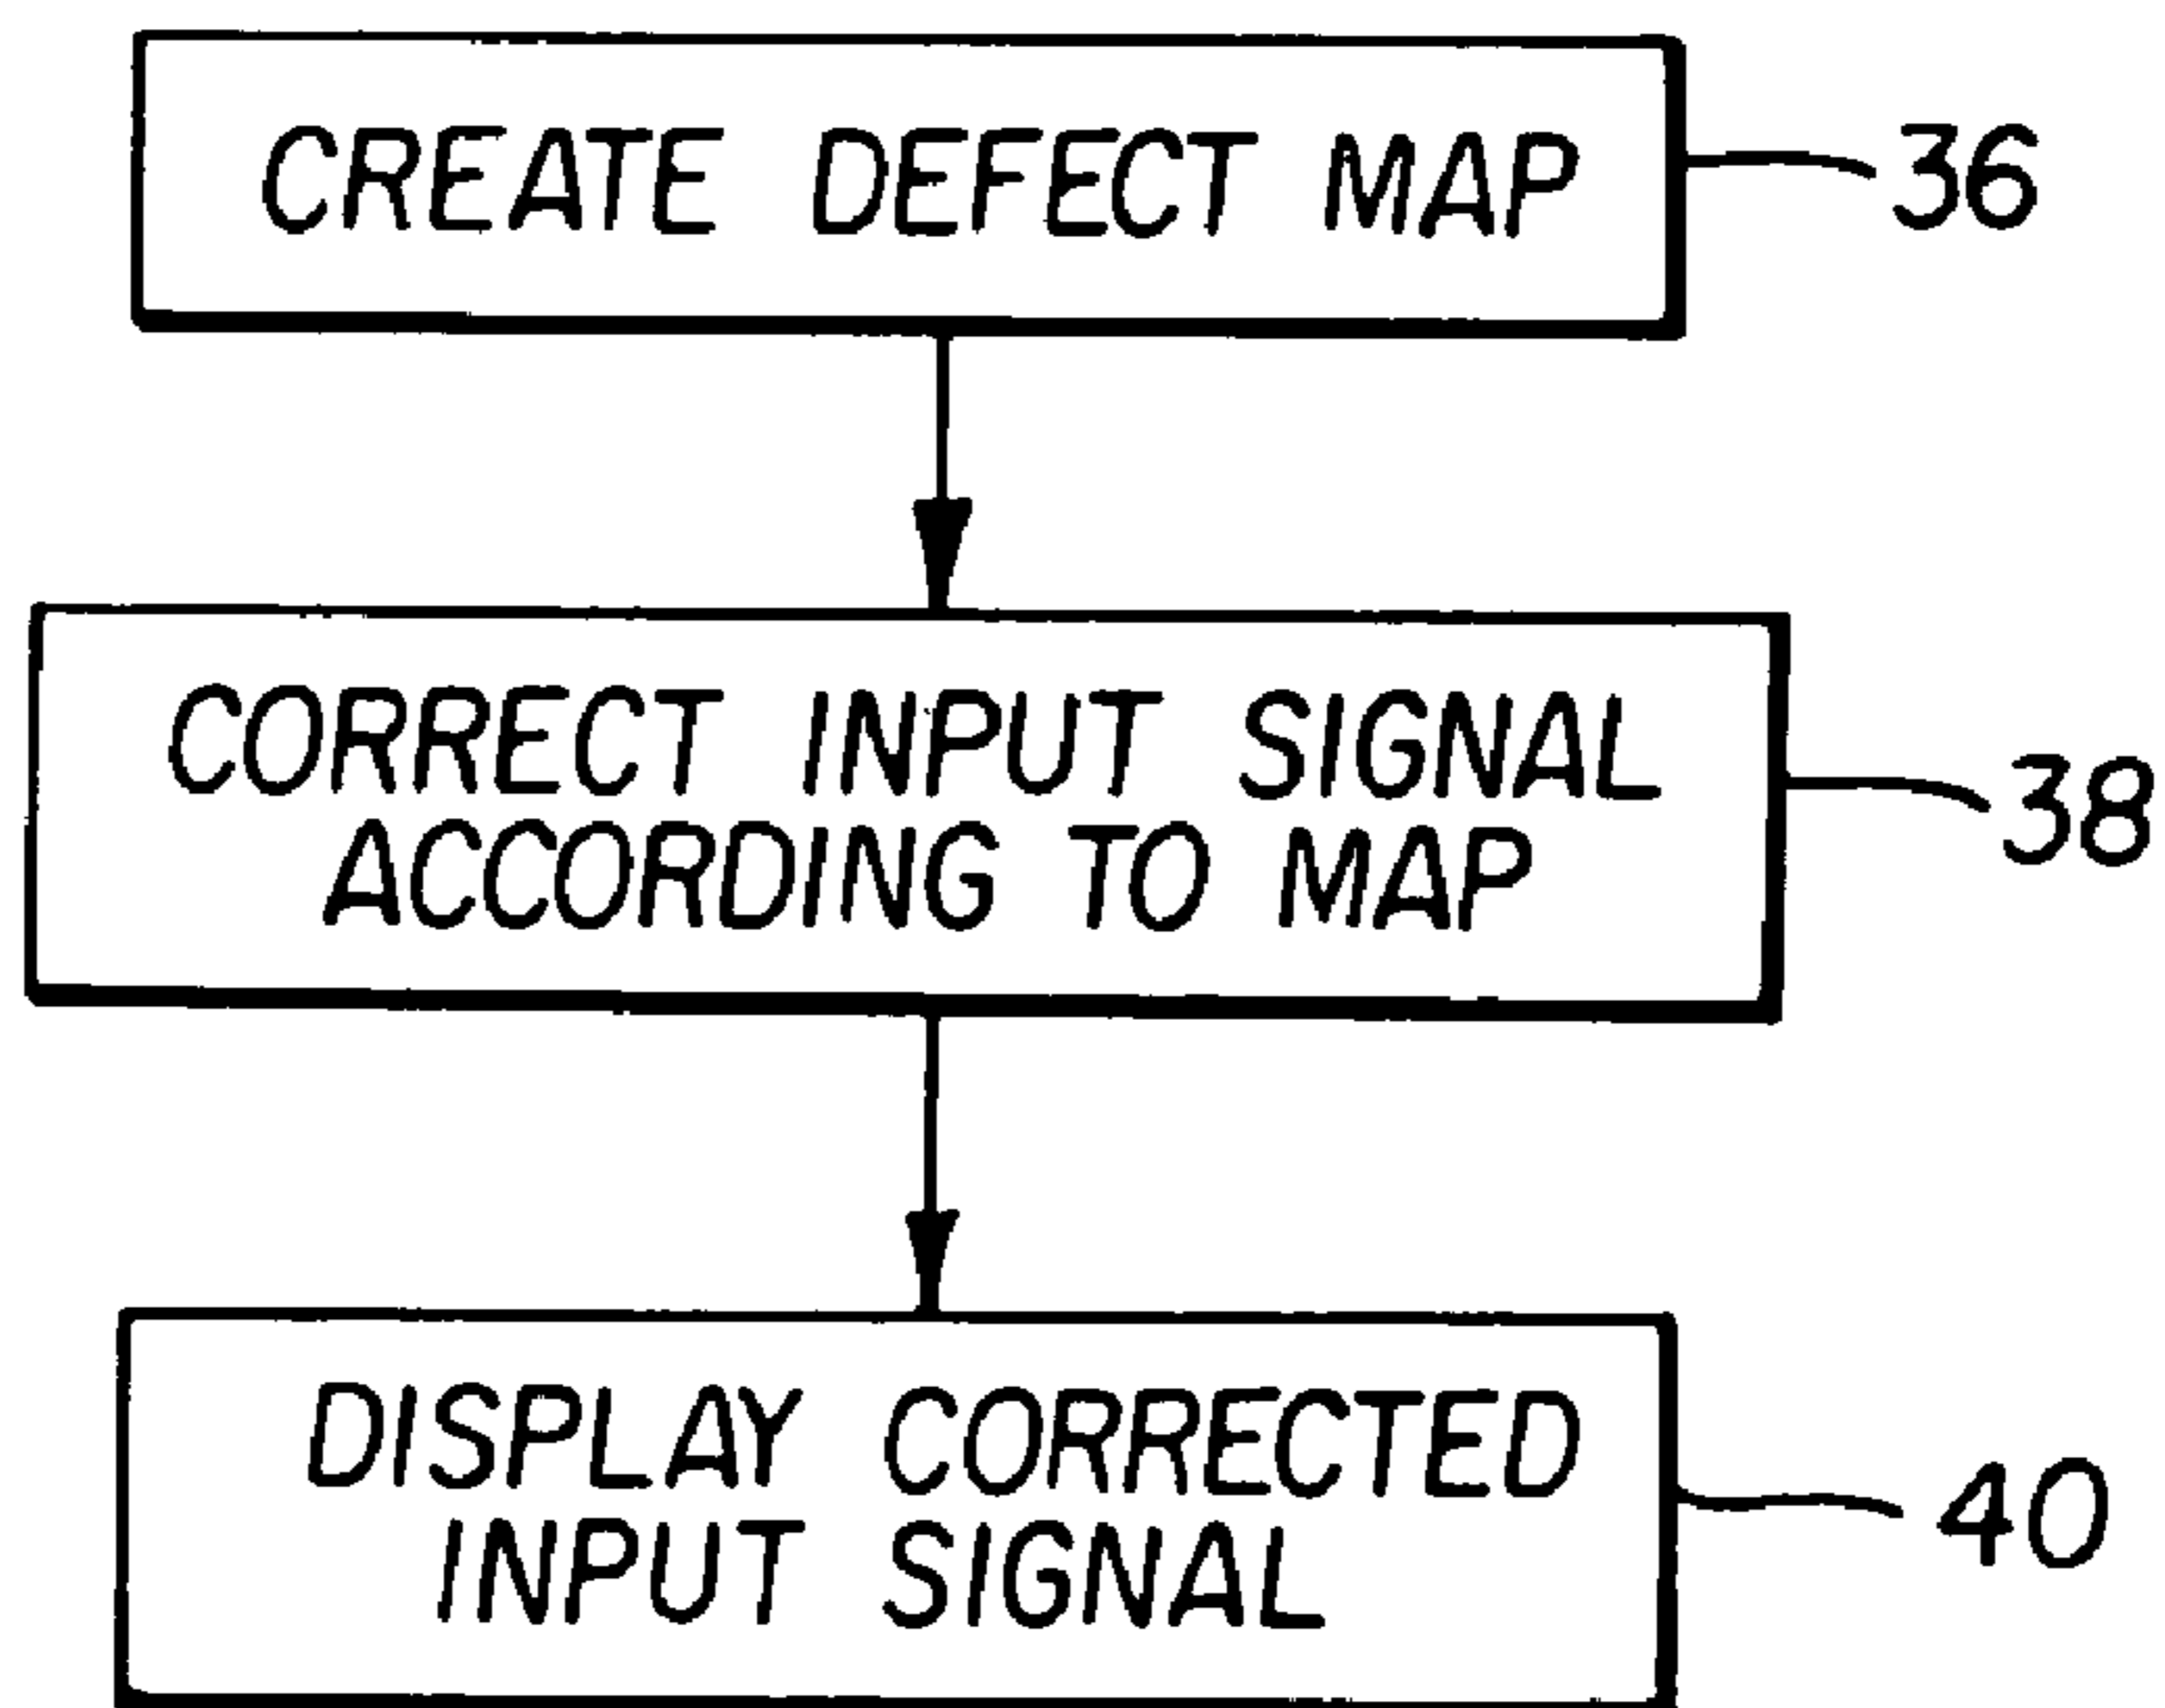 CREATE DEFECT MAP
36
CORRECT INPUT SIGNAL
ACCORDING TO MAP
38
DISPLAY CORRECTED
INPUT SIGNAL
40